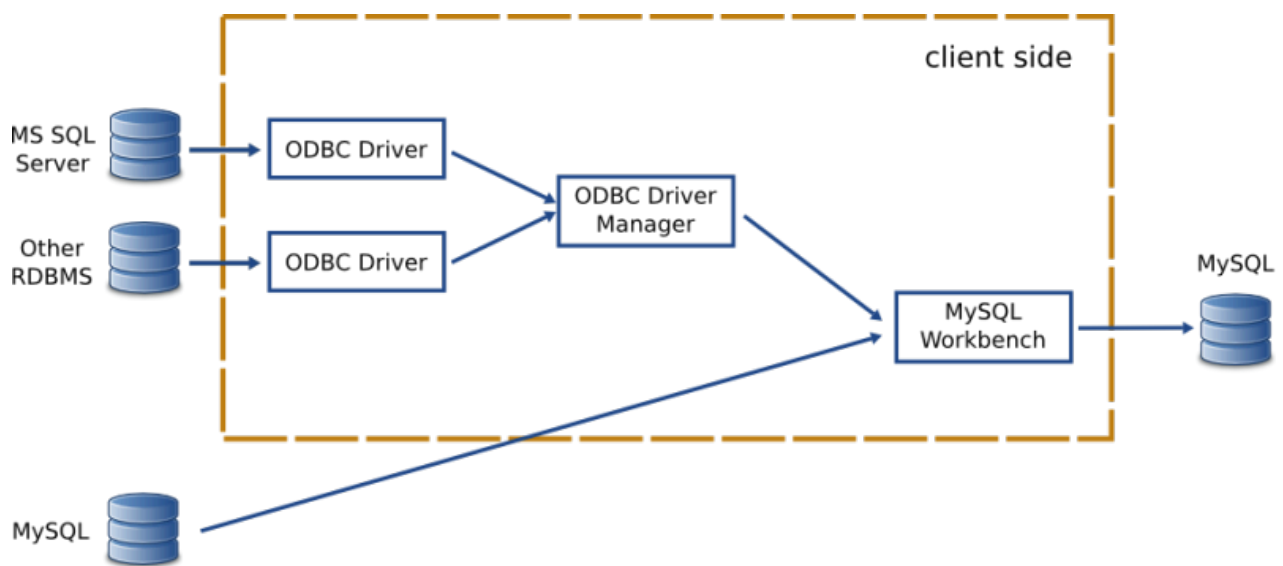 client side
MS SQL
Server
ODBC Driver
ODBC Driver
Manager
Other
RDBMS
ODBC Driver
MySQL
MySQL
Workbench
MySQL